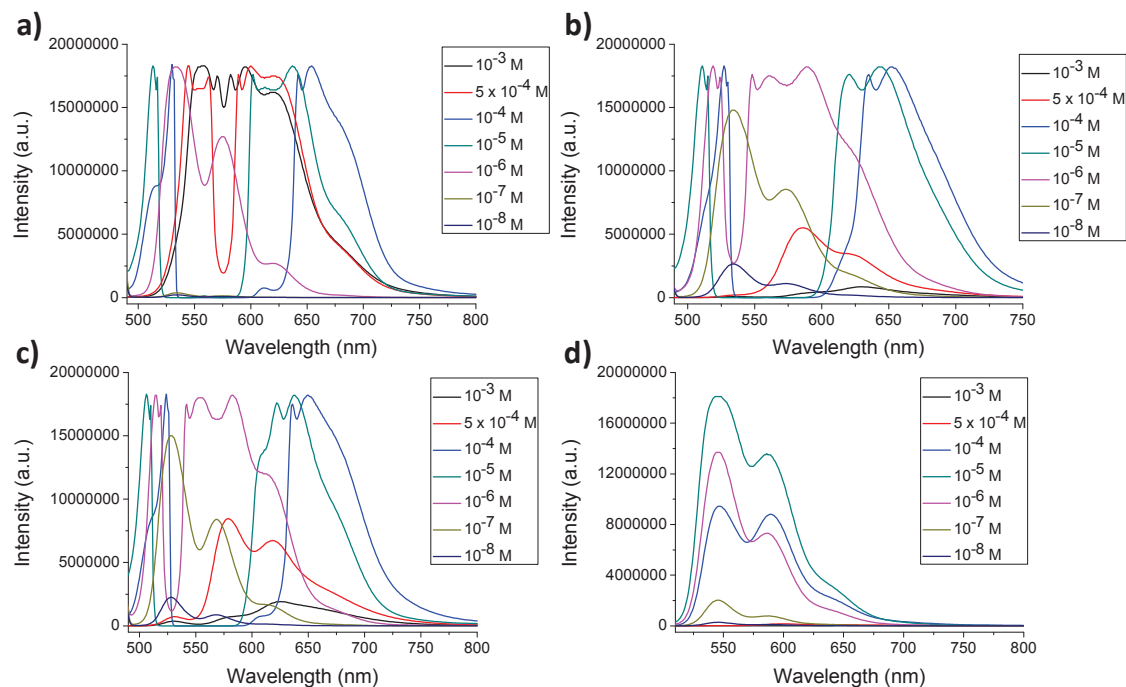 a)
20000000
15000000
10000000
5000000
0
Intensity (a.u.)
500 550 600 650 700 750 800
Wavelength (nm)
10⁻³ M
5 x 10⁻⁴ M
10⁻⁴ M
10⁻⁵ M
10⁻⁶ M
10⁻⁷ M
10⁻⁸ M
b)
20000000
15000000
10000000
5000000
0
Intensity (a.u.)
500 550 600 650 700 750
Wavelength (nm)
10⁻³ M
5 x 10⁻⁴ M
10⁻⁴ M
10⁻⁵ M
10⁻⁶ M
10⁻⁷ M
10⁻⁸ M
c)
20000000
15000000
10000000
5000000
0
Intensity (a.u.)
500 550 600 650 700 750 800
Wavelength (nm)
10⁻³ M
5 x 10⁻⁴ M
10⁻⁴ M
10⁻⁵ M
10⁻⁶ M
10⁻⁷ M
10⁻⁸ M
d)
20000000
16000000
12000000
8000000
4000000
0
Intensity (a.u.)
550 600 650 700 750 800
Wavelength (nm)
10⁻³ M
5 x 10⁻⁴ M
10⁻⁴ M
10⁻⁵ M
10⁻⁶ M
10⁻⁷ M
10⁻⁸ M